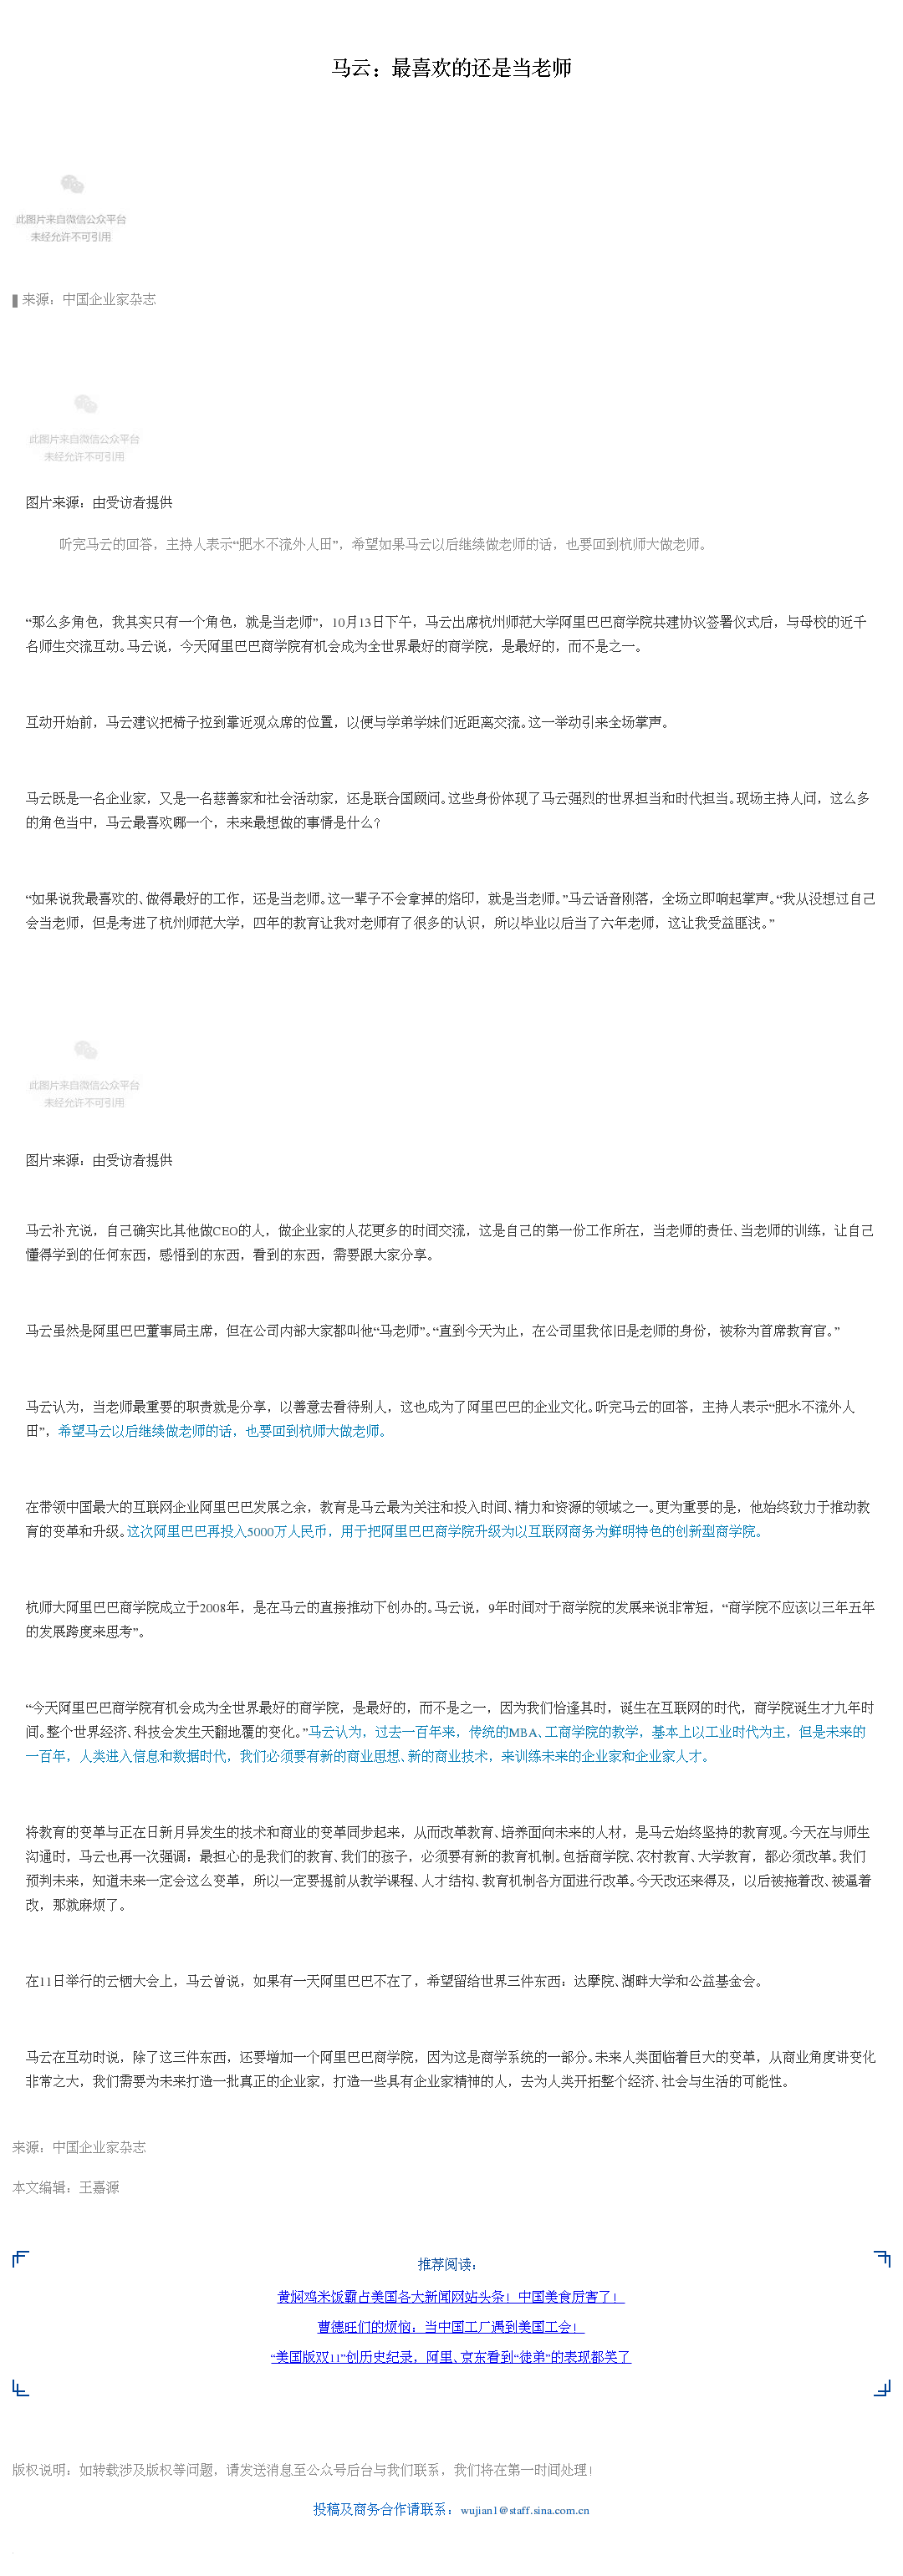 马云：最喜欢的还是当老师
此图片来自微信公众平台
未经允许不可引用
来源：中国企业家杂志
此图片来自微信公众平台
未经允许不可引用
图片来源：由受访者提供
听完马云的回答，主持人表示“肥水不流外人田”，希望如果马云以后继续做老师的话，也要回到杭师大做老师。
“那么多角色，我其实只有一个角色，就是当老师”，10月13日下午，马云出席杭州师范大学阿里巴巴商学院共建协议签署仪式后，与母校的近千
名师生交流互动。马云说，今天阿里巴巴商学院有机会成为全世界最好的商学院，是最好的，而不是之一。
互动开始前，马云建议把椅子拉到靠近观众席的位置，以便与学弟学妹们近距离交流。这一举动引来全场掌声。
马云既是一名企业家，又是一名慈善家和社会活动家，还是联合国顾问。这些身份体现了马云强烈的世界担当和时代担当。现场主持人问，这么多
的角色当中，马云最喜欢哪一个，未来最想做的事情是什么？
“如果说我最喜欢的、做得最好的工作，还是当老师。这一辈子不会拿掉的烙印，就是当老师。”马云话音刚落，全场立即响起掌声。“我从没想过自己
会当老师，但是考进了杭州师范大学，四年的教育让我对老师有了很多的认识，所以毕业以后当了六年老师，这让我受益匪浅。”
此图片来自微信公众平台
未经允许不可引用
图片来源：由受访者提供
马云补充说，自己确实比其他做CEO的人，做企业家的人花更多的时间交流，这是自己的第一份工作所在，当老师的责任、当老师的训练，让自己
懂得学到的任何东西，感悟到的东西，看到的东西，需要跟大家分享。
马云虽然是阿里巴巴董事局主席，但在公司内部大家都叫他“马老师”。“直到今天为止，在公司里我依旧是老师的身份，被称为首席教育官。”
马云认为，当老师最重要的职责就是分享，以善意去看待别人，这也成为了阿里巴巴的企业文化。听完马云的回答，主持人表示“肥水不流外人
田”，希望马云以后继续做老师的话，也要回到杭师大做老师。
在带领中国最大的互联网企业阿里巴巴发展之余，教育是马云最为关注和投入时间、精力和资源的领域之一。更为重要的是，他始终致力于推动教
育的变革和升级。这次阿里巴巴再投入5000万人民币，用于把阿里巴巴商学院升级为以互联网商务为鲜明特色的创新型商学院。
杭师大阿里巴巴商学院成立于2008年，是在马云的直接推动下创办的。马云说，9年时间对于商学院的发展来说非常短，“商学院不应该以三年五年
的发展跨度来思考”。
“今天阿里巴巴商学院有机会成为全世界最好的商学院，是最好的，而不是之一，因为我们恰逢其时，诞生在互联网的时代，商学院诞生才九年时
间。整个世界经济、科技会发生天翻地覆的变化。”马云认为，过去一百年来，传统的MBA、工商学院的教学，基本上以工业时代为主，但是未来的
一百年，人类进入信息和数据时代，我们必须要有新的商业思想、新的商业技术，来训练未来的企业家和企业家人才。
将教育的变革与正在日新月异发生的技术和商业的变革同步起来，从而改革教育、培养面向未来的人材，是马云始终坚持的教育观。今天在与师生
沟通时，马云也再一次强调：最担心的是我们的教育、我们的孩子，必须要有新的教育机制。包括商学院、农村教育、大学教育，都必须改革。我们
预判未来，知道未来一定会这么变革，所以一定要提前从教学课程、人才结构、教育机制各方面进行改革。今天改还来得及，以后被拖着改、被逼着
改，那就麻烦了。
在11日举行的云栖大会上，马云曾说，如果有一天阿里巴巴不在了，希望留给世界三件东西：达摩院、湖畔大学和公益基金会。
马云在互动时说，除了这三件东西，还要增加一个阿里巴巴商学院，因为这是商学系统的一部分。未来人类面临着巨大的变革，从商业角度讲变化
非常之大，我们需要为未来打造一批真正的企业家，打造一些具有企业家精神的人，去为人类开拓整个经济、社会与生活的可能性。
来源：中国企业家杂志
本文编辑：王嘉源
推荐阅读：
黄焖鸡米饭霸占美国各大新闻网站头条！中国美食厉害了！
曹德旺们的烦恼：当中国工厂遇到美国工会！
“美国版双11”创历史纪录，阿里、京东看到“徒弟”的表现都笑了
版权说明：如转载涉及版权等问题，请发送消息至公众号后台与我们联系，我们将在第一时间处理！
投稿及商务合作请联系：wujian1@staff.sina.com.cn